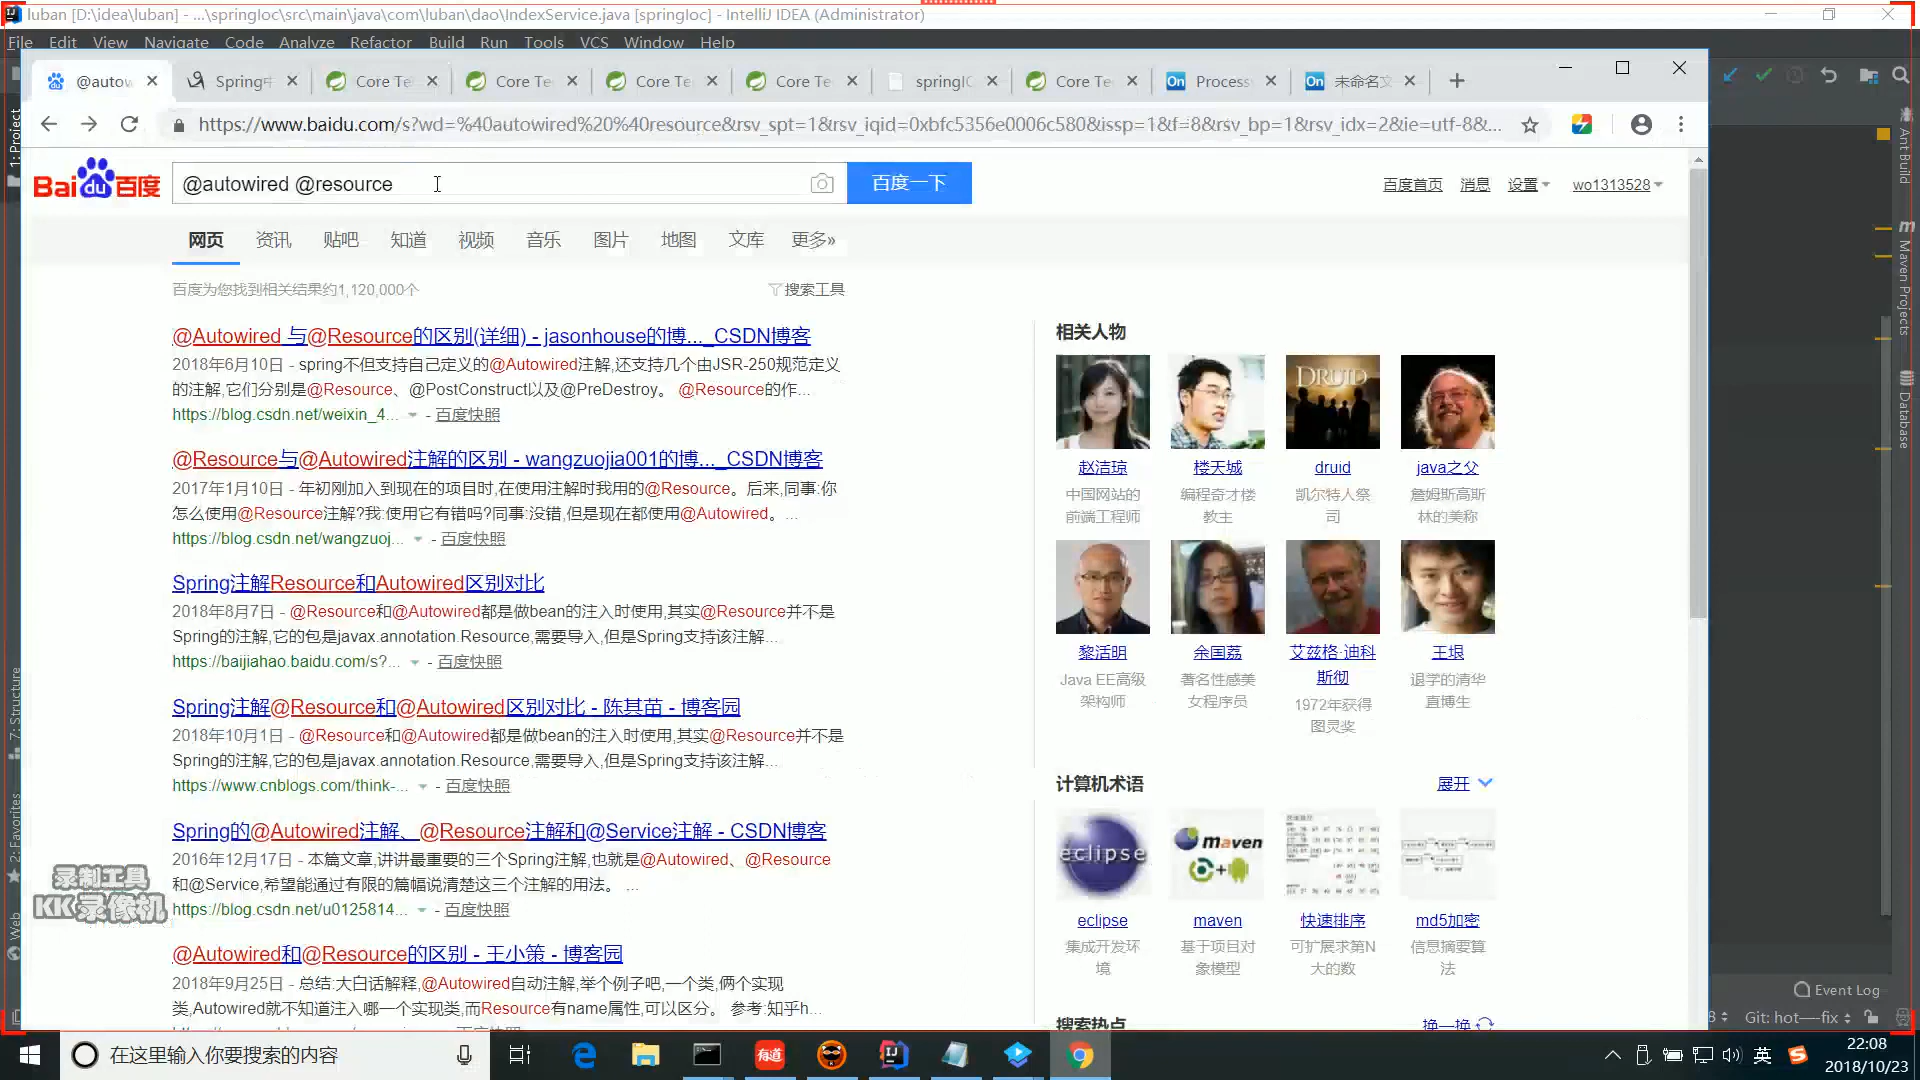 luban [D:\idea\luban] - ...\springIoc\src\main\java\com\luban\dao\IndexService.java [springIoc] - IntelliJ IDEA (Administrator)
File Edit View Navigate Code Analyze Refactor Build Run Tools VCS Window Help
@autow
Spring中
Core Te
Core Te
Core Te
Core Te
springIC
Core Te
On Process
On 未命名文
https://www.baidu.com/s?wd=%40autowired%20%40resource&rsv_spt=1&rsv_iqid=0xbfc5356e0006c580&issp=1&f=8&rsv_bp=1&rsv_idx=2&ie=utf-8&...
1: Project
Ant Build
Maven Projects
Database
7: Structure
2: Favorites
Web
Bai du 百度
@autowired @resource
百度一下
百度首页 消息 设置 wo1313528
网页 资讯 贴吧 知道 视频 音乐 图片 地图 文库 更多»
百度为您找到相关结果约1,120,000个
搜索工具
@Autowired 与@Resource的区别(详细) - jasonhouse的博..._CSDN博客
2018年6月10日 - spring不但支持自己定义的@Autowired注解,还支持几个由JSR-250规范定义
的注解,它们分别是@Resource、@PostConstruct以及@PreDestroy。 @Resource的作...
https://blog.csdn.net/weixin_4... - 百度快照
@Resource与@Autowired注解的区别 - wangzuojia001的博..._CSDN博客
2017年1月10日 - 年初刚加入到现在的项目时,在使用注解时我用的@Resource。后来,同事:你
怎么使用@Resource注解?我:使用它有错吗?同事:没错,但是现在都使用@Autowired。...
https://blog.csdn.net/wangzuoj... - 百度快照
Spring注解Resource和Autowired区别对比
2018年8月7日 - @Resource和@Autowired都是做bean的注入时使用,其实@Resource并不是
Spring的注解,它的包是javax.annotation.Resource,需要导入,但是Spring支持该注解...
https://baijiahao.baidu.com/s?... - 百度快照
Spring注解@Resource和@Autowired区别对比 - 陈其苗 - 博客园
2018年10月1日 - @Resource和@Autowired都是做bean的注入时使用,其实@Resource并不是
Spring的注解,它的包是javax.annotation.Resource,需要导入,但是Spring支持该注解...
https://www.cnblogs.com/think-... - 百度快照
Spring的@Autowired注解、@Resource注解和@Service注解 - CSDN博客
2016年12月17日 - 本篇文章,讲讲最重要的三个Spring注解,也就是@Autowired、@Resource
和@Service,希望能通过有限的篇幅说清楚这三个注解的用法。 ...
https://blog.csdn.net/u0125814... - 百度快照
@Autowired和@Resource的区别 - 王小策 - 博客园
2018年9月25日 - 总结:大白话解释,@Autowired自动注解,举个例子吧,一个类,俩个实现
类,Autowired就不知道注入哪一个实现类,而Resource有name属性,可以区分。 参考:知乎h...
相关人物
DRUID
赵洁琼 楼天城 druid java之父
中国网站的 编程奇才楼 凯尔特人祭 詹姆斯高斯
前端工程师 教主 司 林的美称
黎活明 余国荔 艾兹格·迪科 王垠
斯彻
Java EE高级 著名性感美 退学的清华
架构师 女程序员 1972年获得 直博生
图灵奖
计算机术语
展开
eclipse maven
eclipse maven 快速排序 md5加密
集成开发环 基于项目对 可扩展求第N 信息摘要算
境 象模型 大的数 法
搜索热点
换一换
录制工具
KK录像机
Event Log
Git: hot—-fix
在这里输入你要搜索的内容
有道
英
22:08
2018/10/23